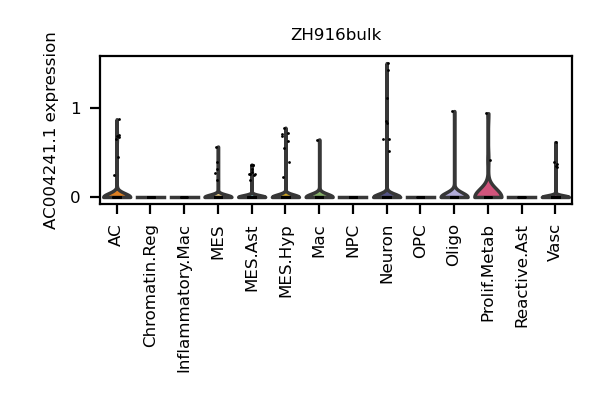 ZH916bulk
AC004241.1 expression
1
0
AC
Chromatin.Reg
Inflammatory.Mac
MES
MES.Ast
MES.Hyp
Mac
NPC
Neuron
OPC
Oligo
Prolif.Metab
Reactive.Ast
Vasc